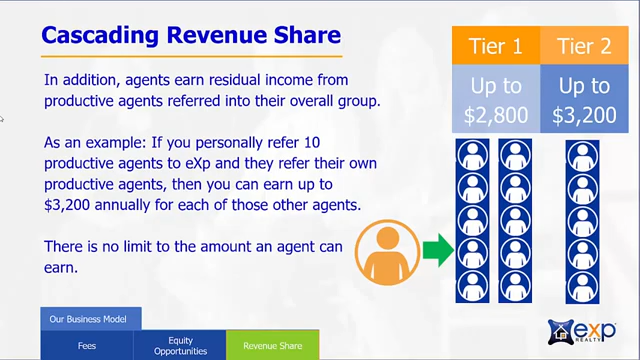 Cascading Revenue Share
In addition, agents earn residual income from
productive agents referred into their overall group.
As an example: If you personally refer 10
productive agents to eXp and they refer their own
productive agents, then you can earn up to
$3,200 annually for each of those other agents.
There is no limit to the amount an agent can
earn.
Tier 1
Tier 2
Up to
$2,800
Up to
$3,200
Our Business Model
Fees
Equity
Opportunities
Revenue Share
exp
REALTY